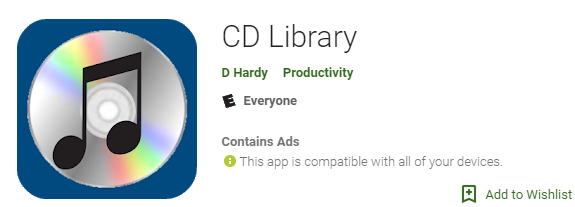 CD Library
D Hardy Productivity
E Everyone
Contains Ads
This app is compatible with all of your devices.
Add to Wishlist